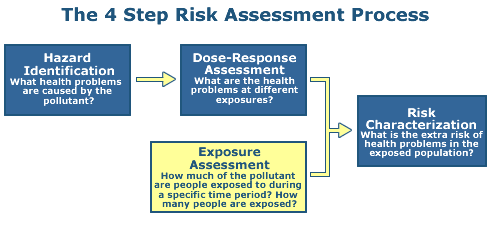 The 4 Step Risk Assessment Process
Hazard
Identification
What health problems
are caused by the
pollutant?
Dose-Response
Assessment
What are the health
problems at different
exposures?
Exposure
Assessment
How much of the pollutant
are people exposed to during
a specific time period? How
many people are exposed?
Risk
Characterization
What is the extra risk of
health problems in the
exposed population?